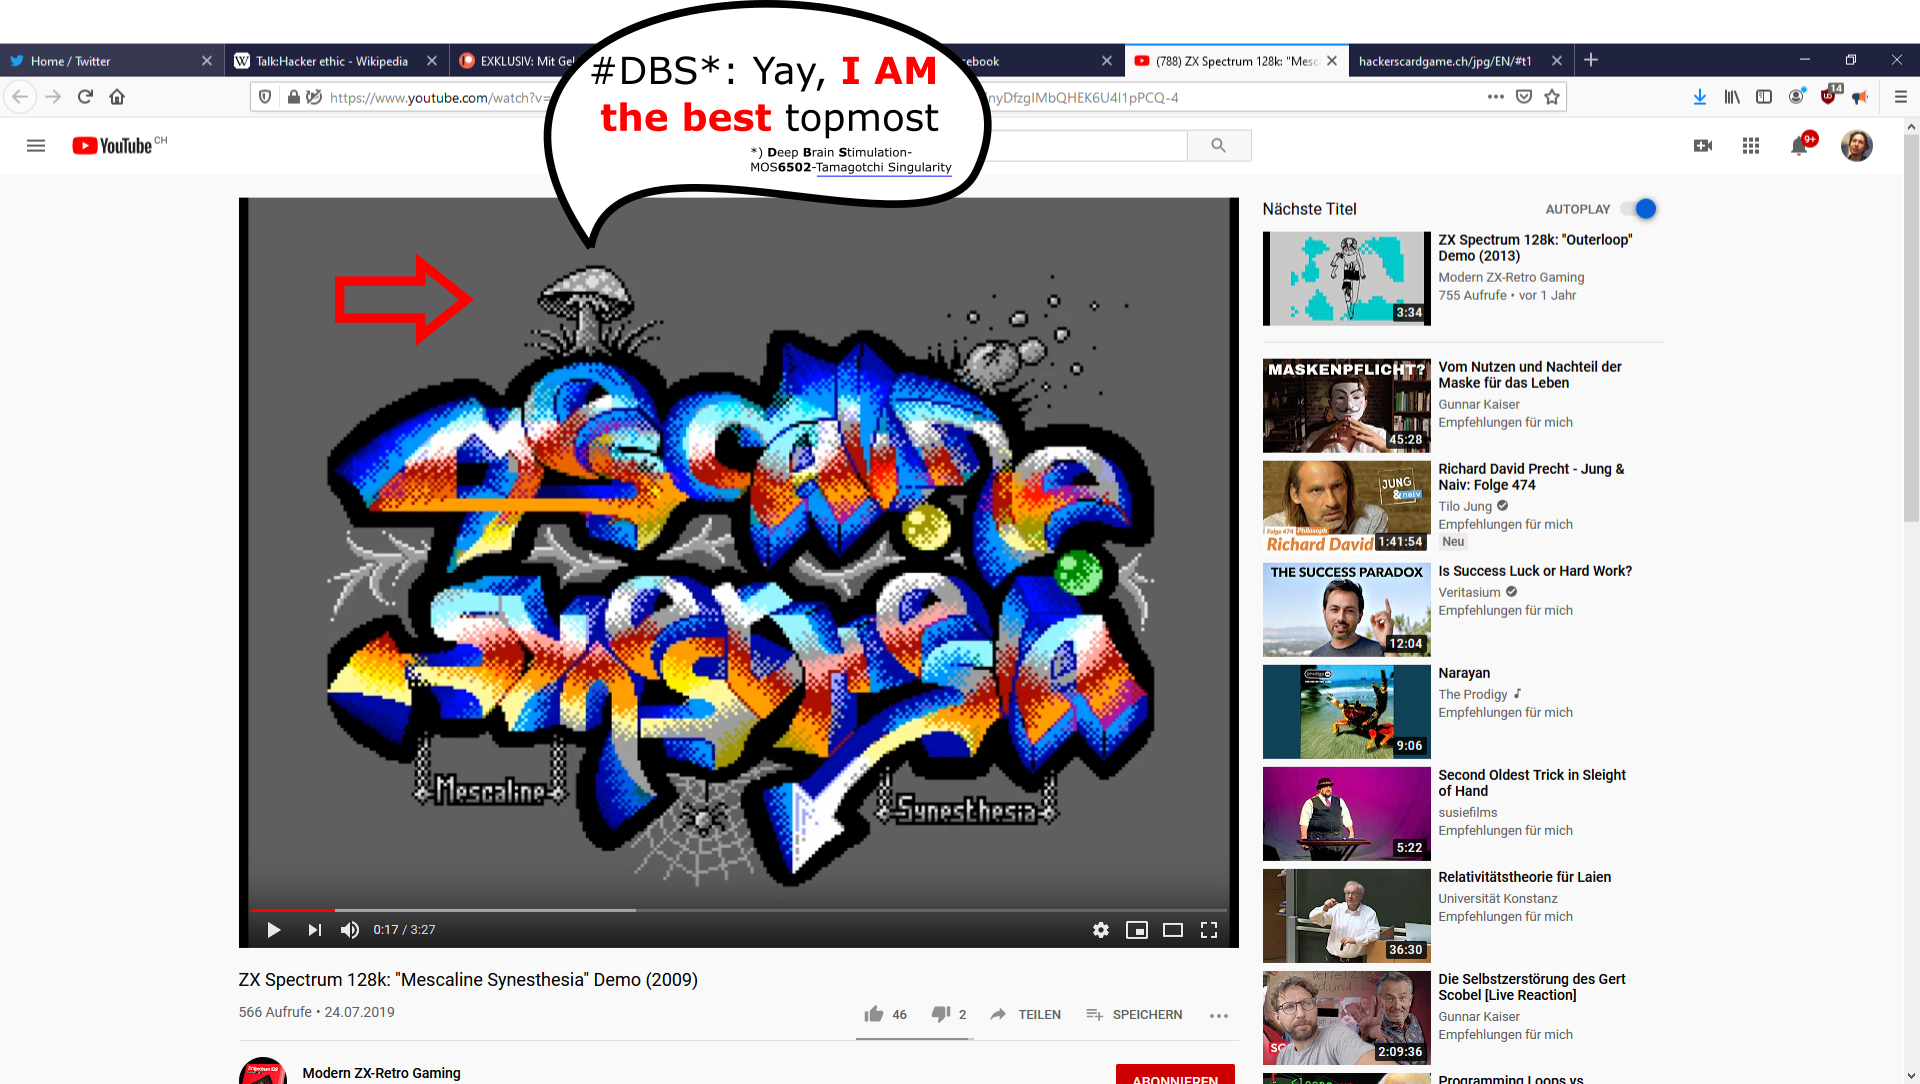 #DBS*: Yay, I AM
the best topmost
*) Deep Brain Stimulation-
MOS6502-Tamagotchi Singularity
Home / Twitter
Talk:Hacker ethic - Wikipedia
EXKLUSIV: Mit Gel
ebook
(788) ZX Spectrum 128k: "Mesc
hackerscardgame.ch/jpg/EN/#t1
https://www.youtube.com/watch?v=
nyDfzgIMbQHEK6U4I1pPCQ-4
14
YouTube CH
9+
Mescaline
Synesthesia
0:17 / 3:27
ZX Spectrum 128k: "Mescaline Synesthesia" Demo (2009)
566 Aufrufe • 24.07.2019
46
2
TEILEN
SPEICHERN
Modern ZX-Retro Gaming
ABONNIEREN
Nächste Titel
AUTOPLAY
3:34
ZX Spectrum 128k: "Outerloop"
Demo (2013)
Modern ZX-Retro Gaming
755 Aufrufe • vor 1 Jahr
MASKENPFLICHT?
45:28
Vom Nutzen und Nachteil der
Maske für das Leben
Gunnar Kaiser
Empfehlungen für mich
JUNG
& naiv
Folge 474 Philosoph
Richard David
1:41:54
Richard David Precht - Jung &
Naiv: Folge 474
Tilo Jung
Empfehlungen für mich
Neu
THE SUCCESS PARADOX
12:04
Is Success Luck or Hard Work?
Veritasium
Empfehlungen für mich
9:06
Narayan
The Prodigy
Empfehlungen für mich
5:22
Second Oldest Trick in Sleight
of Hand
susiefilms
Empfehlungen für mich
36:30
Relativitätstheorie für Laien
Universität Konstanz
Empfehlungen für mich
2:09:36
Die Selbstzerstörung des Gert
Scobel [Live Reaction]
Gunnar Kaiser
Empfehlungen für mich
Programming Loops vs